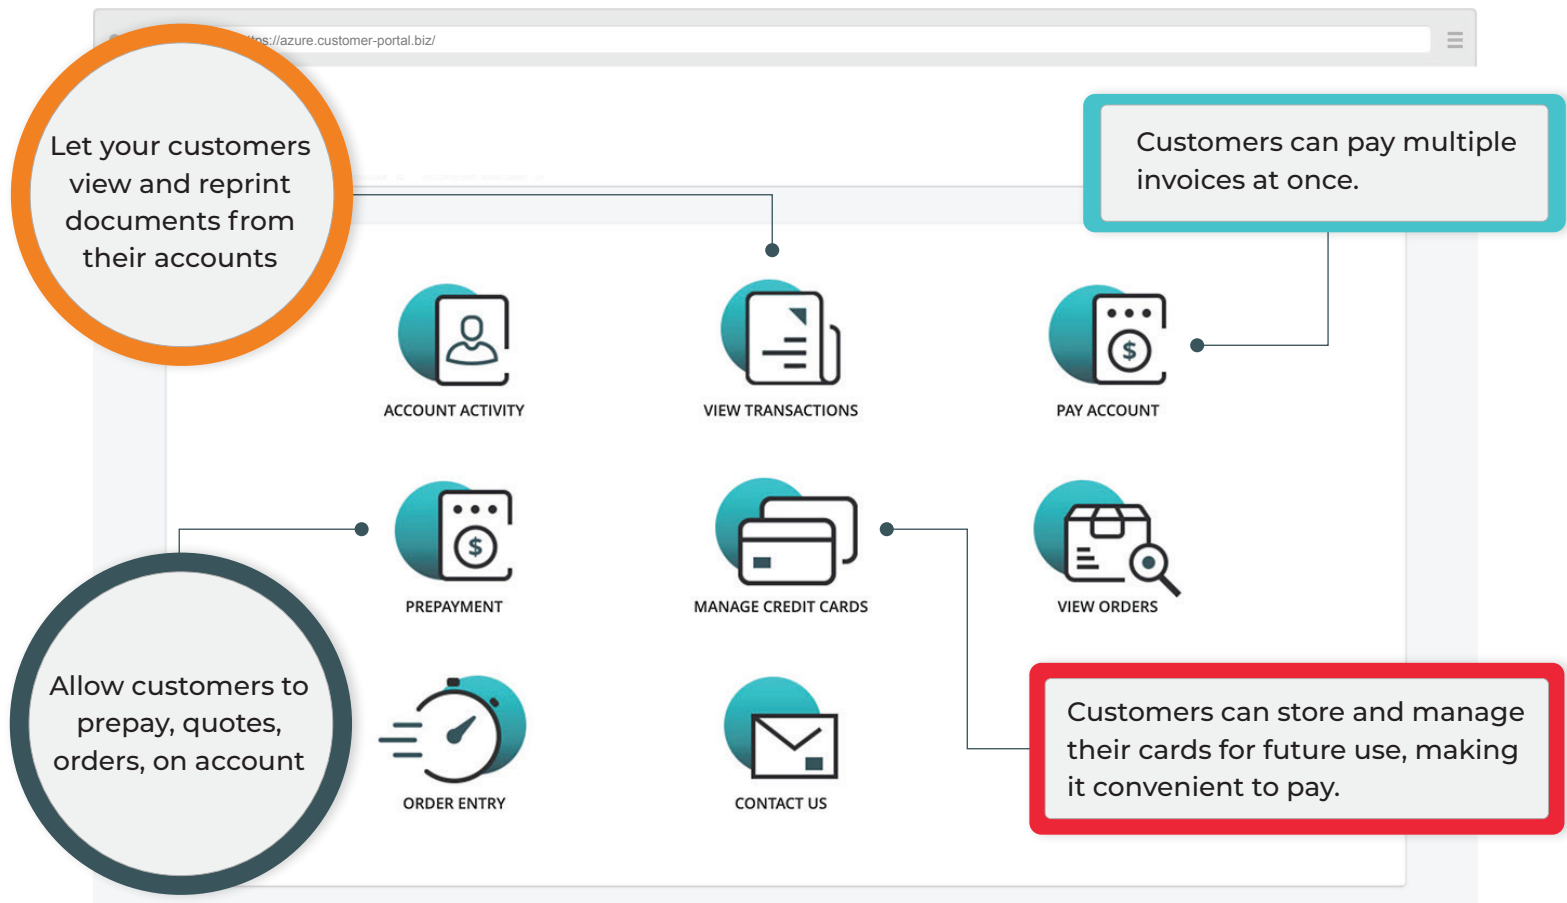 ps://azure.customer-portal.biz/
Let your customers
view and reprint
documents from
their accounts
Customers can pay multiple
invoices at once.
ACCOUNT ACTIVITY
VIEW TRANSACTIONS
PAY ACCOUNT
$
$
PREPAYMENT
MANAGE CREDIT CARDS
VIEW ORDERS
Allow customers to
prepay, quotes,
orders, on account
Customers can store and manage
their cards for future use, making
it convenient to pay.
ORDER ENTRY
CONTACT US